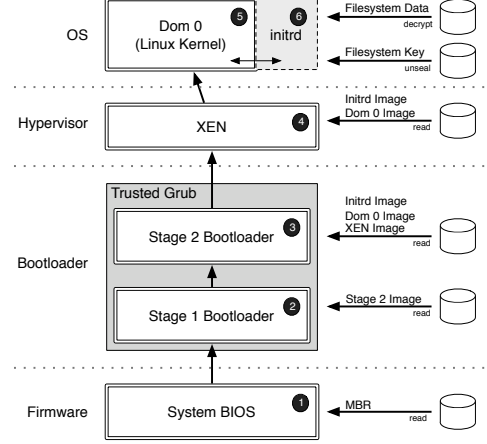 OS
Dom 0
(Linux Kernel)
5
6
initrd
Filesystem Data
decrypt
Filesystem Key
unseal
Hypervisor
XEN
4
Initrd Image
Dom 0 Image
read
Trusted Grub
Bootloader
Stage 2 Bootloader
3
Initrd Image
Dom 0 Image
XEN Image
read
Stage 1 Bootloader
2
Stage 2 Image
read
Firmware
System BIOS
1
MBR
read